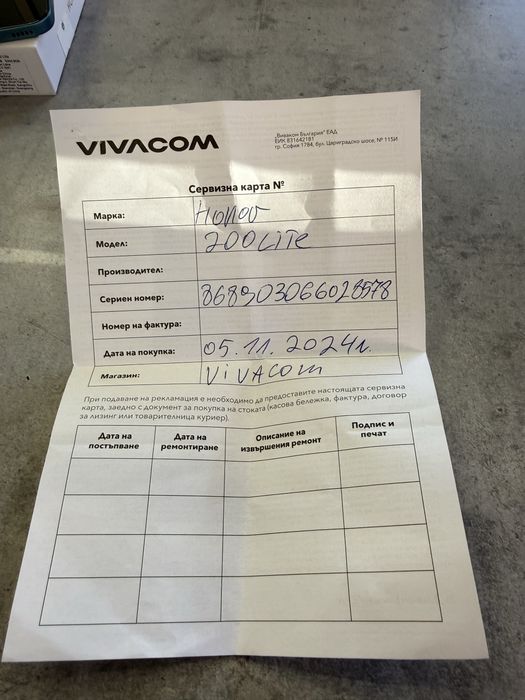 VIVACOM
„Виваком България" ЕАД
ЕИК 831642181
гр. София 1784, бул. Цариградско шосе, № 115И
Сервизна карта №
Марка: Honor
Модел: 200 Lite
Производител:
Сериен номер: 868903066028578
Номер на фактура:
Дата на покупка: 05.11.2024г.
Магазин: ViVACOM
При подаване на рекламация е необходимо да предоставите настоящата сервизна
карта, заедно с документ за покупка на стоката (касова бележка, фактура, договор
за лизинг или товарителница куриер).
Дата на постъпване Дата на ремонтиране Описание на извършения ремонт Подпис и печат